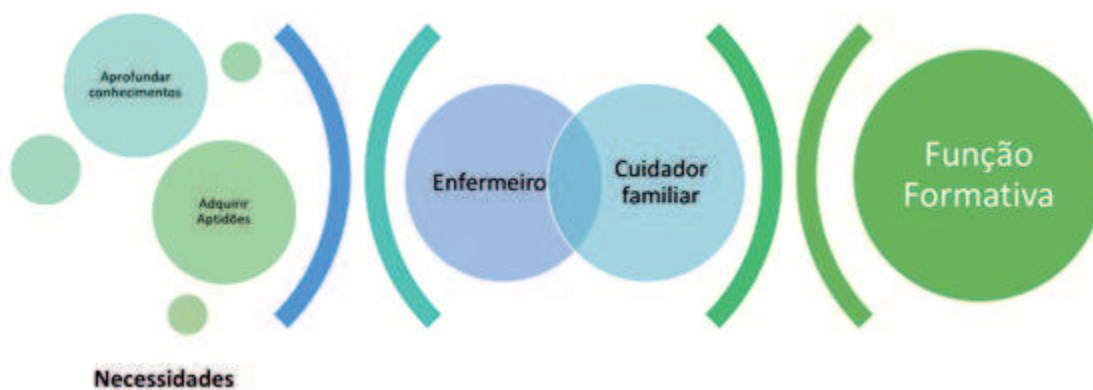 Aprofundar
conhecimentos
Adquirir
Aptidões
Necessidades
Enfermeiro
Cuidador
familiar
Função
Formativa